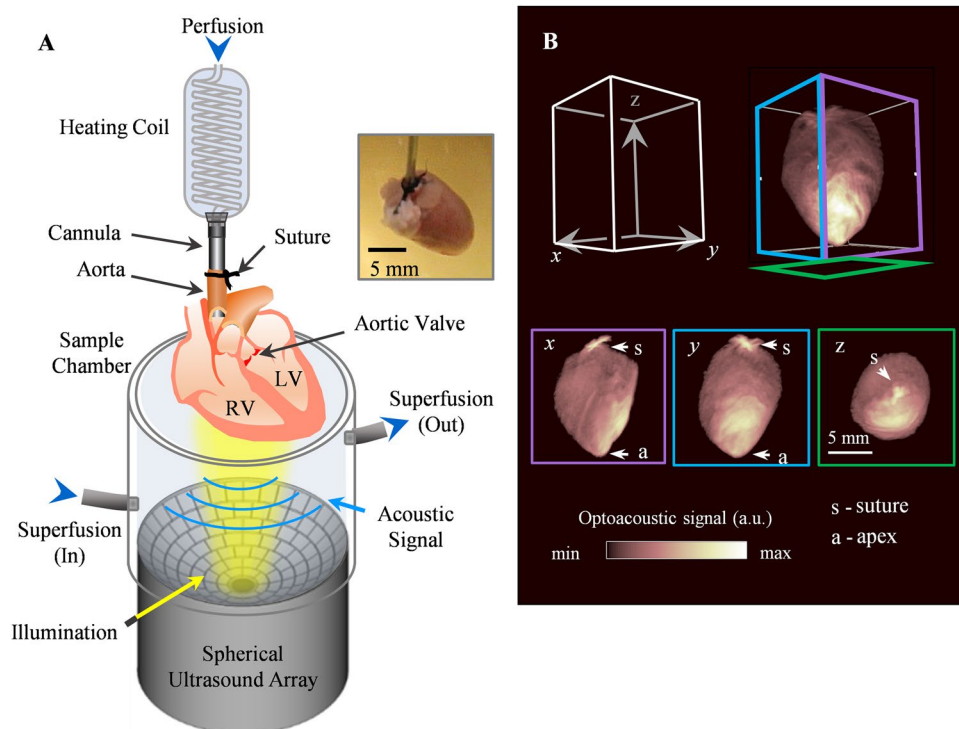 A
Perfusion
Heating Coil
Cannula
Suture
Aorta
5 mm
Sample
Chamber
Aortic Valve
LV
RV
Superfusion
(Out)
Superfusion
(In)
Acoustic
Signal
Illumination
Spherical
Ultrasound Array
B
z
x
y
x
s
a
y
s
a
z
s
5 mm
Optoacoustic signal (a.u.)
min
max
s - suture
a - apex